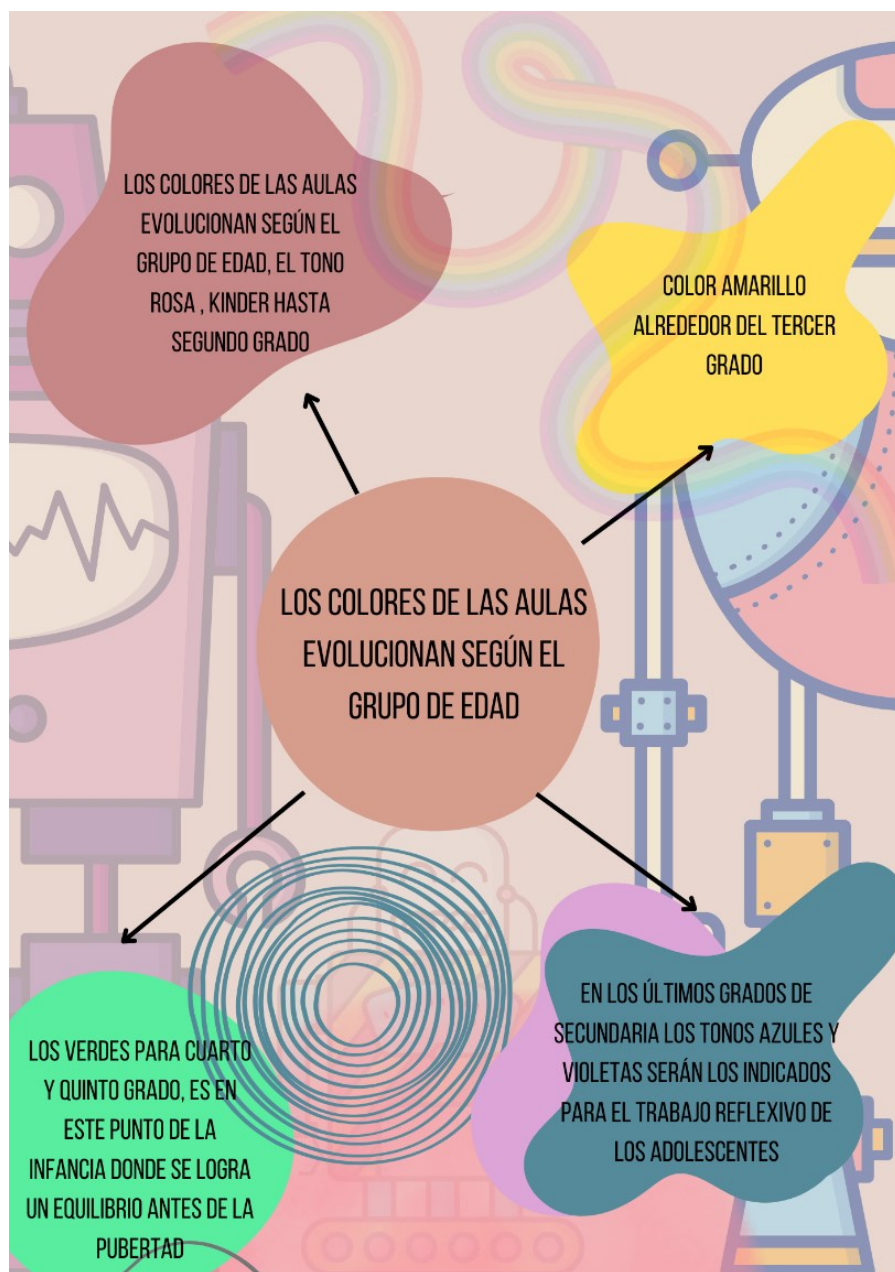 LOS COLORES DE LAS AULAS
EVOLUCIONAN SEGÚN EL
GRUPO DE EDAD, EL TONO
ROSA , KINDER HASTA
SEGUNDO GRADO
COLOR AMARILLO
ALREDEDOR DEL TERCER
GRADO
LOS COLORES DE LAS AULAS
EVOLUCIONAN SEGÚN EL
GRUPO DE EDAD
LOS VERDES PARA CUARTO
Y QUINTO GRADO, ES EN
ESTE PUNTO DE LA
INFANCIA DONDE SE LOGRA
UN EQUILIBRIO ANTES DE LA
PUBERTAD
EN LOS ÚLTIMOS GRADOS DE
SECUNDARIA LOS TONOS AZULES Y
VIOLETAS SERÁN LOS INDICADOS
PARA EL TRABAJO REFLEXIVO DE
LOS ADOLESCENTES